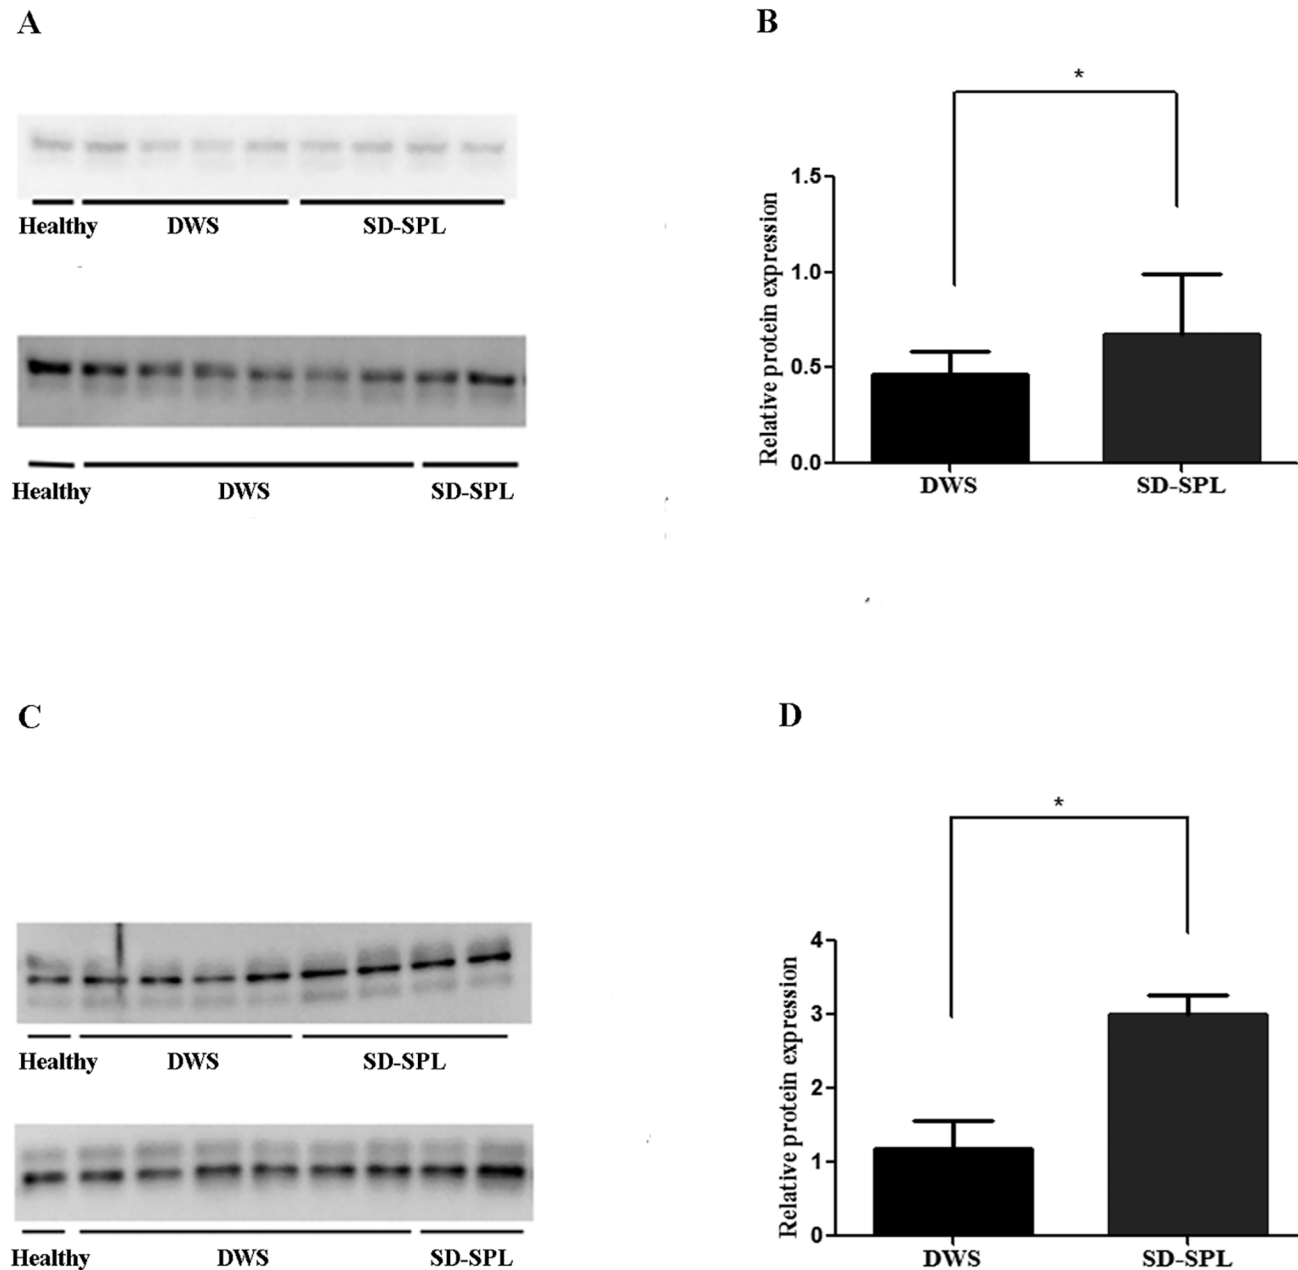 A
Healthy DWS SD-SPL
Healthy DWS SD-SPL
B
*
Relative protein expression
1.5
1.0
0.5
0.0
DWS SD-SPL
C
Healthy DWS SD-SPL
Healthy DWS SD-SPL
D
*
Relative protein expression
4
3
2
1
0
DWS SD-SPL